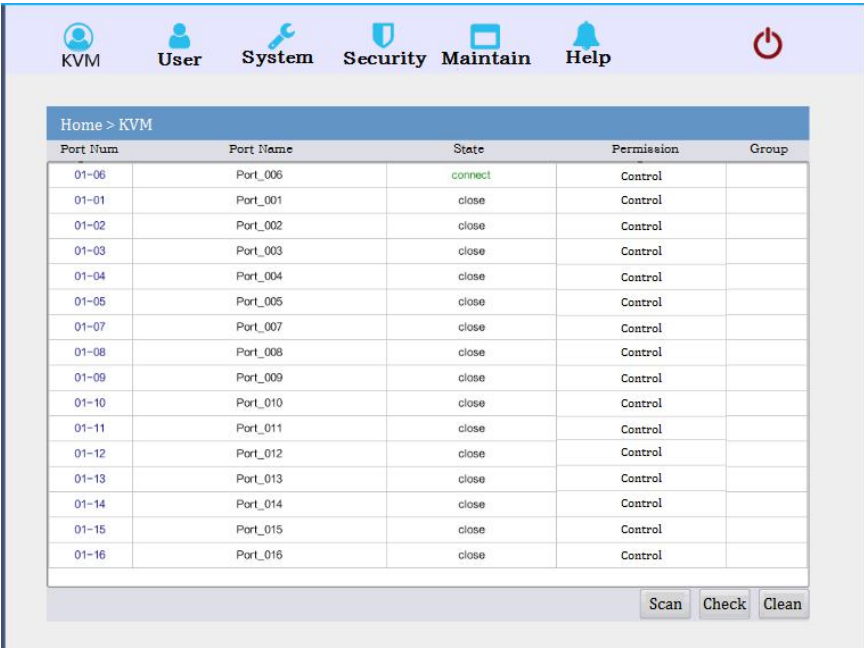 KVM User System Security Maintain Help
Home > KVM
Port Num Port Name State Permission Group
01-06 Port_006 connect Control
01-01 Port_001 close Control
01-02 Port_002 close Control
01-03 Port_003 close Control
01-04 Port_004 close Control
01-05 Port_005 close Control
01-07 Port_007 close Control
01-08 Port_008 close Control
01-09 Port_009 close Control
01-10 Port_010 close Control
01-11 Port_011 close Control
01-12 Port_012 close Control
01-13 Port_013 close Control
01-14 Port_014 close Control
01-15 Port_015 close Control
01-16 Port_016 close Control
Scan Check Clean